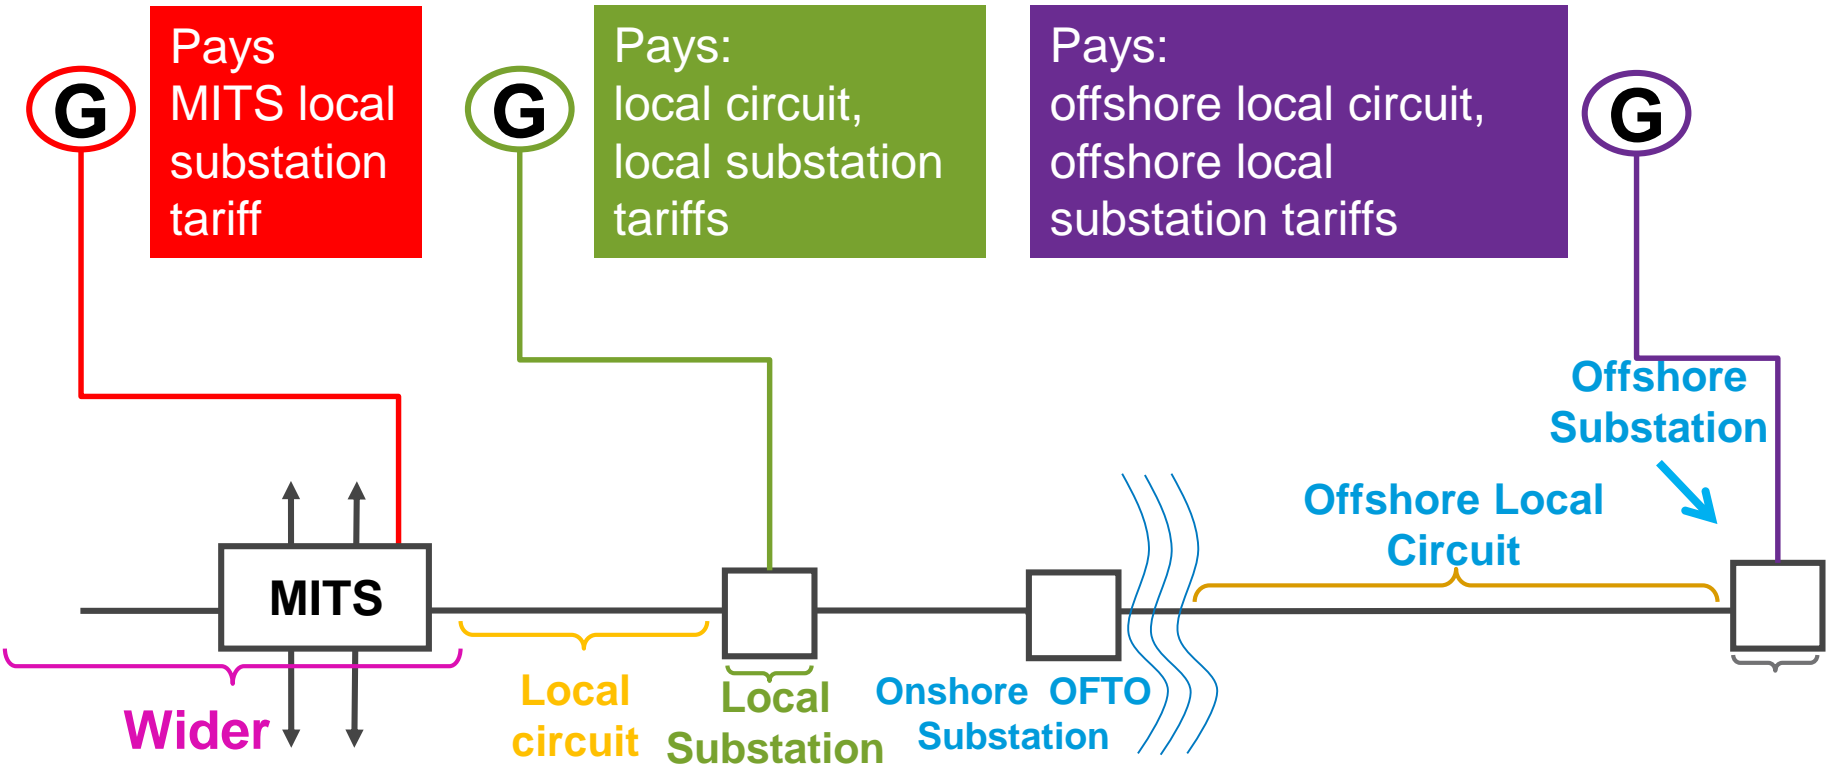 G
Pays
MITS local
substation
tariff
G
Pays:
local circuit,
local substation
tariffs
Pays:
offshore local circuit,
offshore local
substation tariffs
G
Offshore
Substation
Offshore Local
Circuit
MITS
Wider
Local
circuit
Local
Substation
Onshore OFTO
Substation